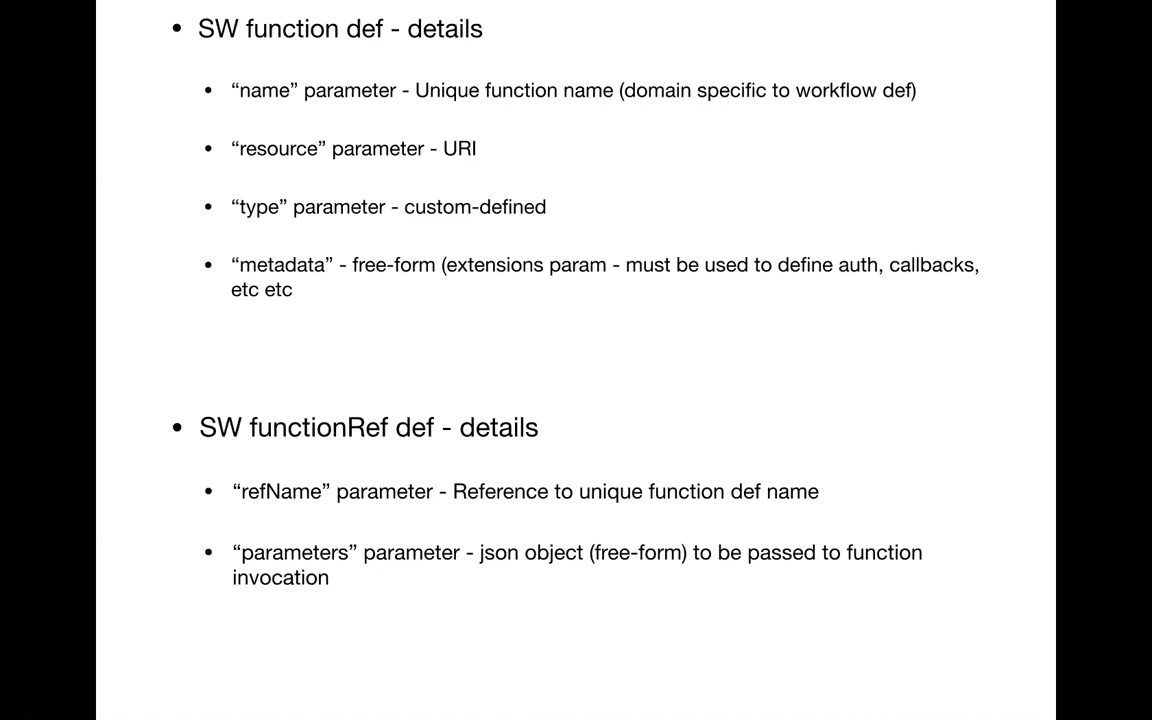 • SW function def - details
• “name” parameter - Unique function name (domain specific to workflow def)
• “resource” parameter - URI
• “type” parameter - custom-defined
• “metadata” - free-form (extensions param - must be used to define auth, callbacks,
etc etc
• SW functionRef def - details
• “refName” parameter - Reference to unique function def name
• “parameters” parameter - json object (free-form) to be passed to function
invocation